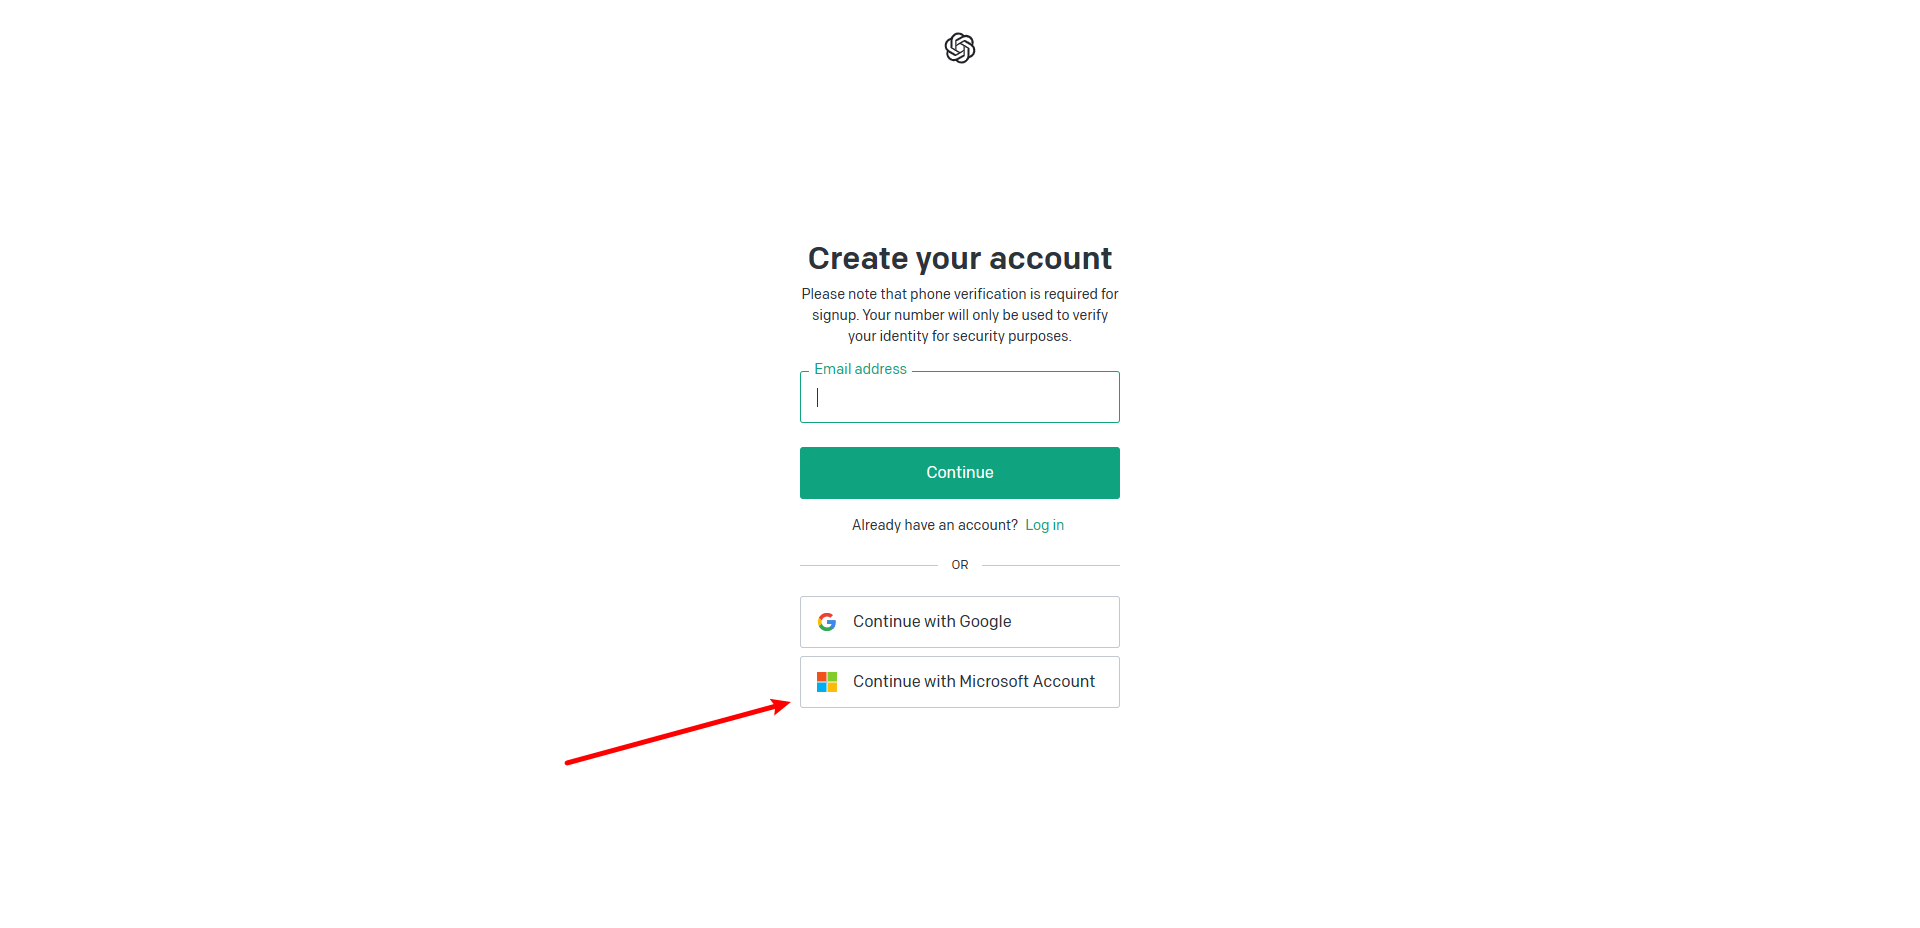 Create your account
Please note that phone verification is required for
signup. Your number will only be used to verify
your identity for security purposes.
Email address
Continue
Already have an account? Log in
OR
Continue with Google
Continue with Microsoft Account